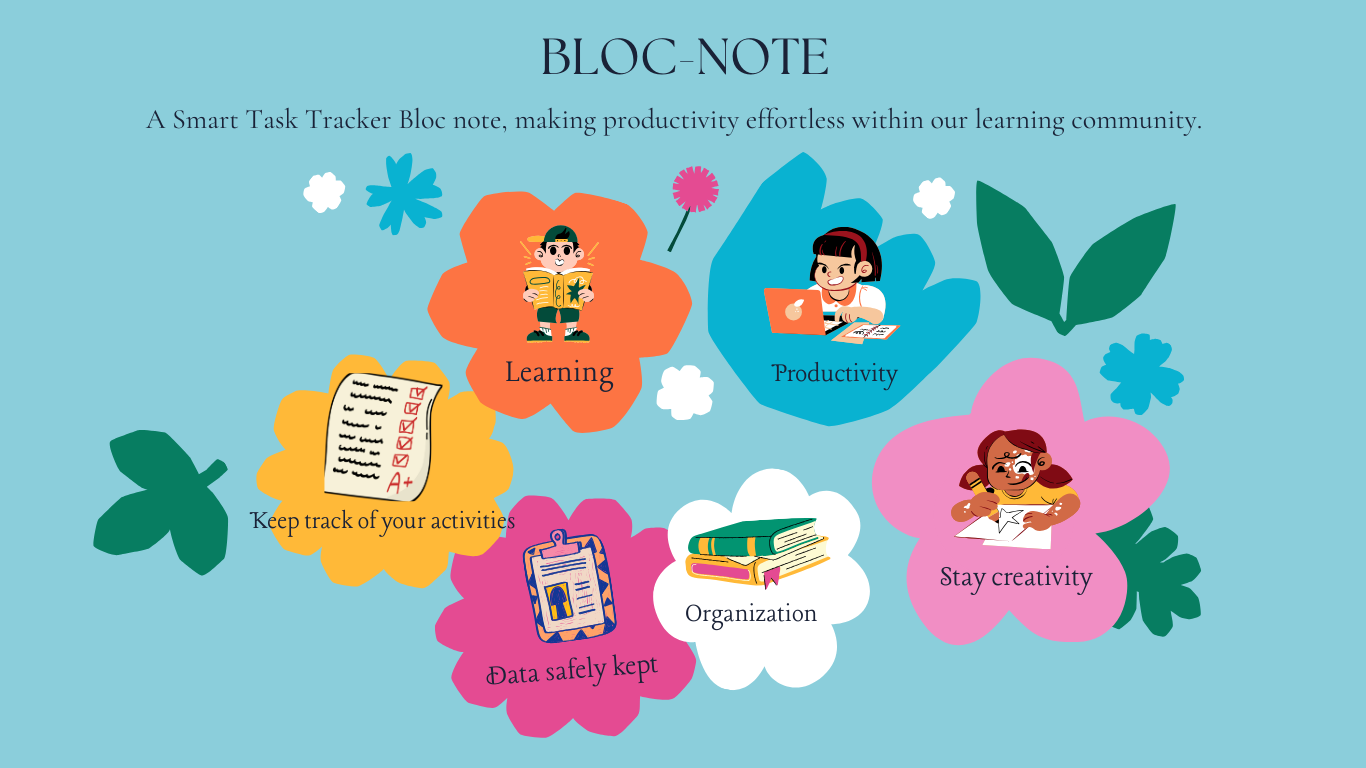 BLOC-NOTE
A Smart Task Tracker Bloc note, making productivity effortless within our learning community.
Learning
Productivity
A+
Keep track of your activities
Stay creativity
Organization
Data safely kept